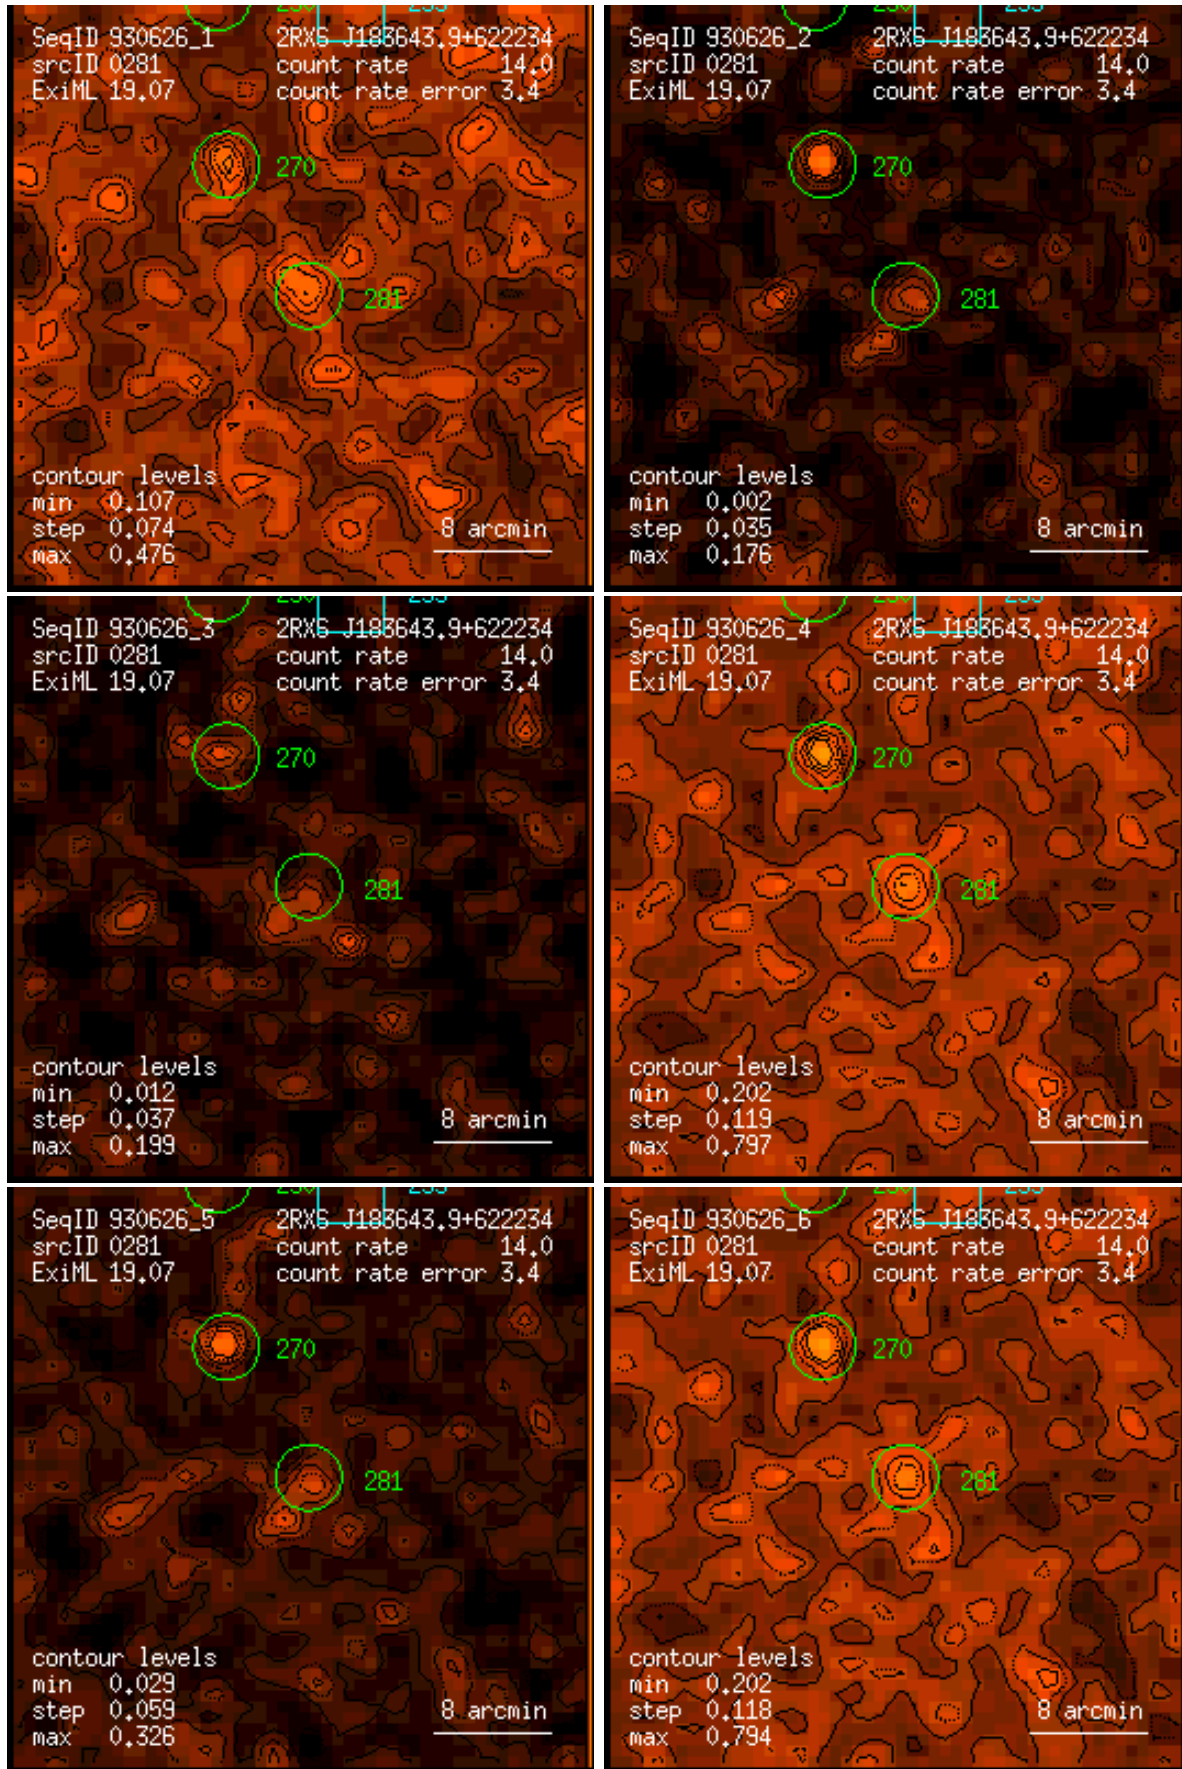 SeqID 930626_1 2RXS J183643.9+622234
srcID 0281 count rate 14.0
ExiML 19.07 count rate error 3.4
270
281
contour levels
min 0.107
step 0.074 8 arcmin
max 0.476
SeqID 930626_2 2RXS J183643.9+622234
srcID 0281 count rate 14.0
ExiML 19.07 count rate error 3.4
270
281
contour levels
min 0.002
step 0.035 8 arcmin
max 0.176
SeqID 930626_3 2RXS J183643.9+622234
srcID 0281 count rate 14.0
ExiML 19.07 count rate error 3.4
270
281
contour levels
min 0.012
step 0.037 8 arcmin
max 0.199
SeqID 930626_4 2RXS J183643.9+622234
srcID 0281 count rate 14.0
ExiML 19.07 count rate error 3.4
270
281
contour levels
min 0.202
step 0.119 8 arcmin
max 0.797
SeqID 930626_5 2RXS J183643.9+622234
srcID 0281 count rate 14.0
ExiML 19.07 count rate error 3.4
270
281
contour levels
min 0.029
step 0.059 8 arcmin
max 0.326
SeqID 930626_6 2RXS J183643.9+622234
srcID 0281 count rate 14.0
ExiML 19.07 count rate error 3.4
270
281
contour levels
min 0.202
step 0.118 8 arcmin
max 0.794